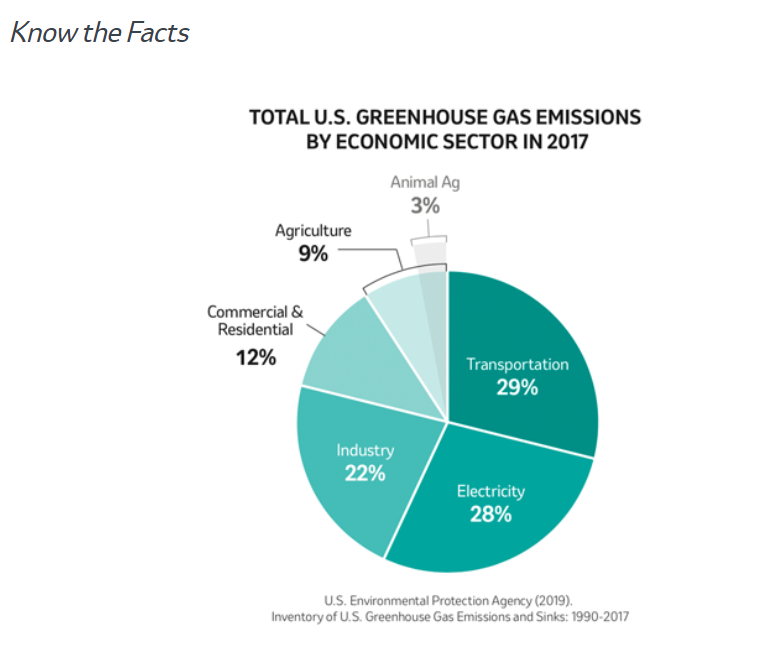 Know the Facts
TOTAL U.S. GREENHOUSE GAS EMISSIONS
BY ECONOMIC SECTOR IN 2017
Animal Ag
3%
Agriculture
9%
Commercial &
Residential
12%
Transportation
29%
Industry
22%
Electricity
28%
U.S. Environmental Protection Agency (2019).
Inventory of U.S. Greenhouse Gas Emissions and Sinks: 1990-2017